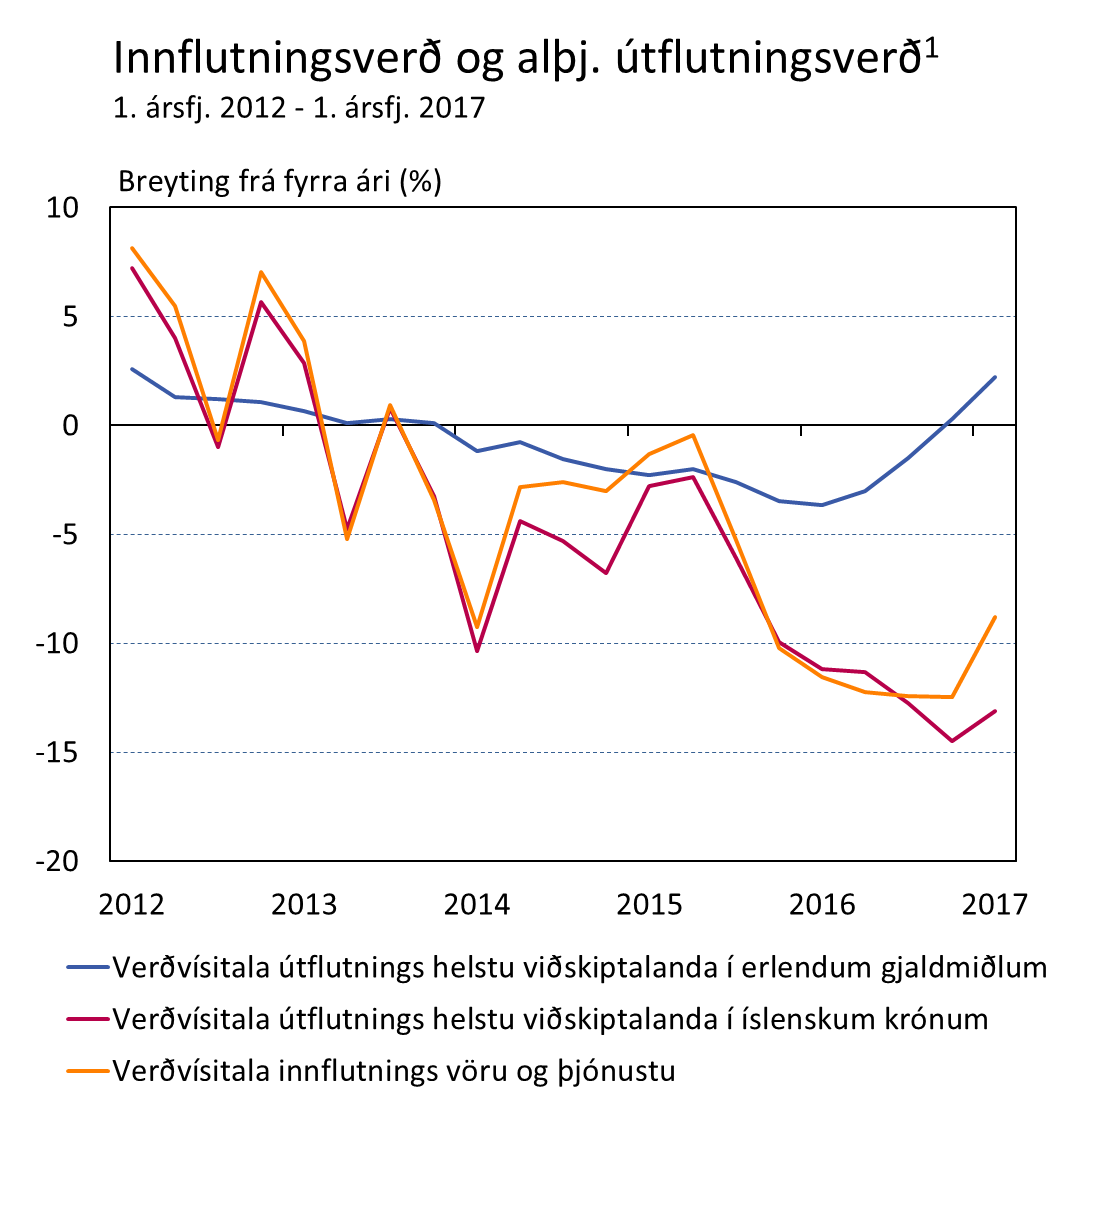 Innflutningsverð og alþj. útflutningsverð¹
1. ársfj. 2012 - 1. ársfj. 2017
Breyting frá fyrra ári (%)
10
5
0
-5
-10
-15
-20
2012 2013 2014 2015 2016 2017
Verðvísitala útflutnings helstu viðskiptalanda í erlendum gjaldmiðlum
Verðvísitala útflutnings helstu viðskiptalanda í íslenskum krónum
Verðvísitala innflutnings vöru og þjónustu